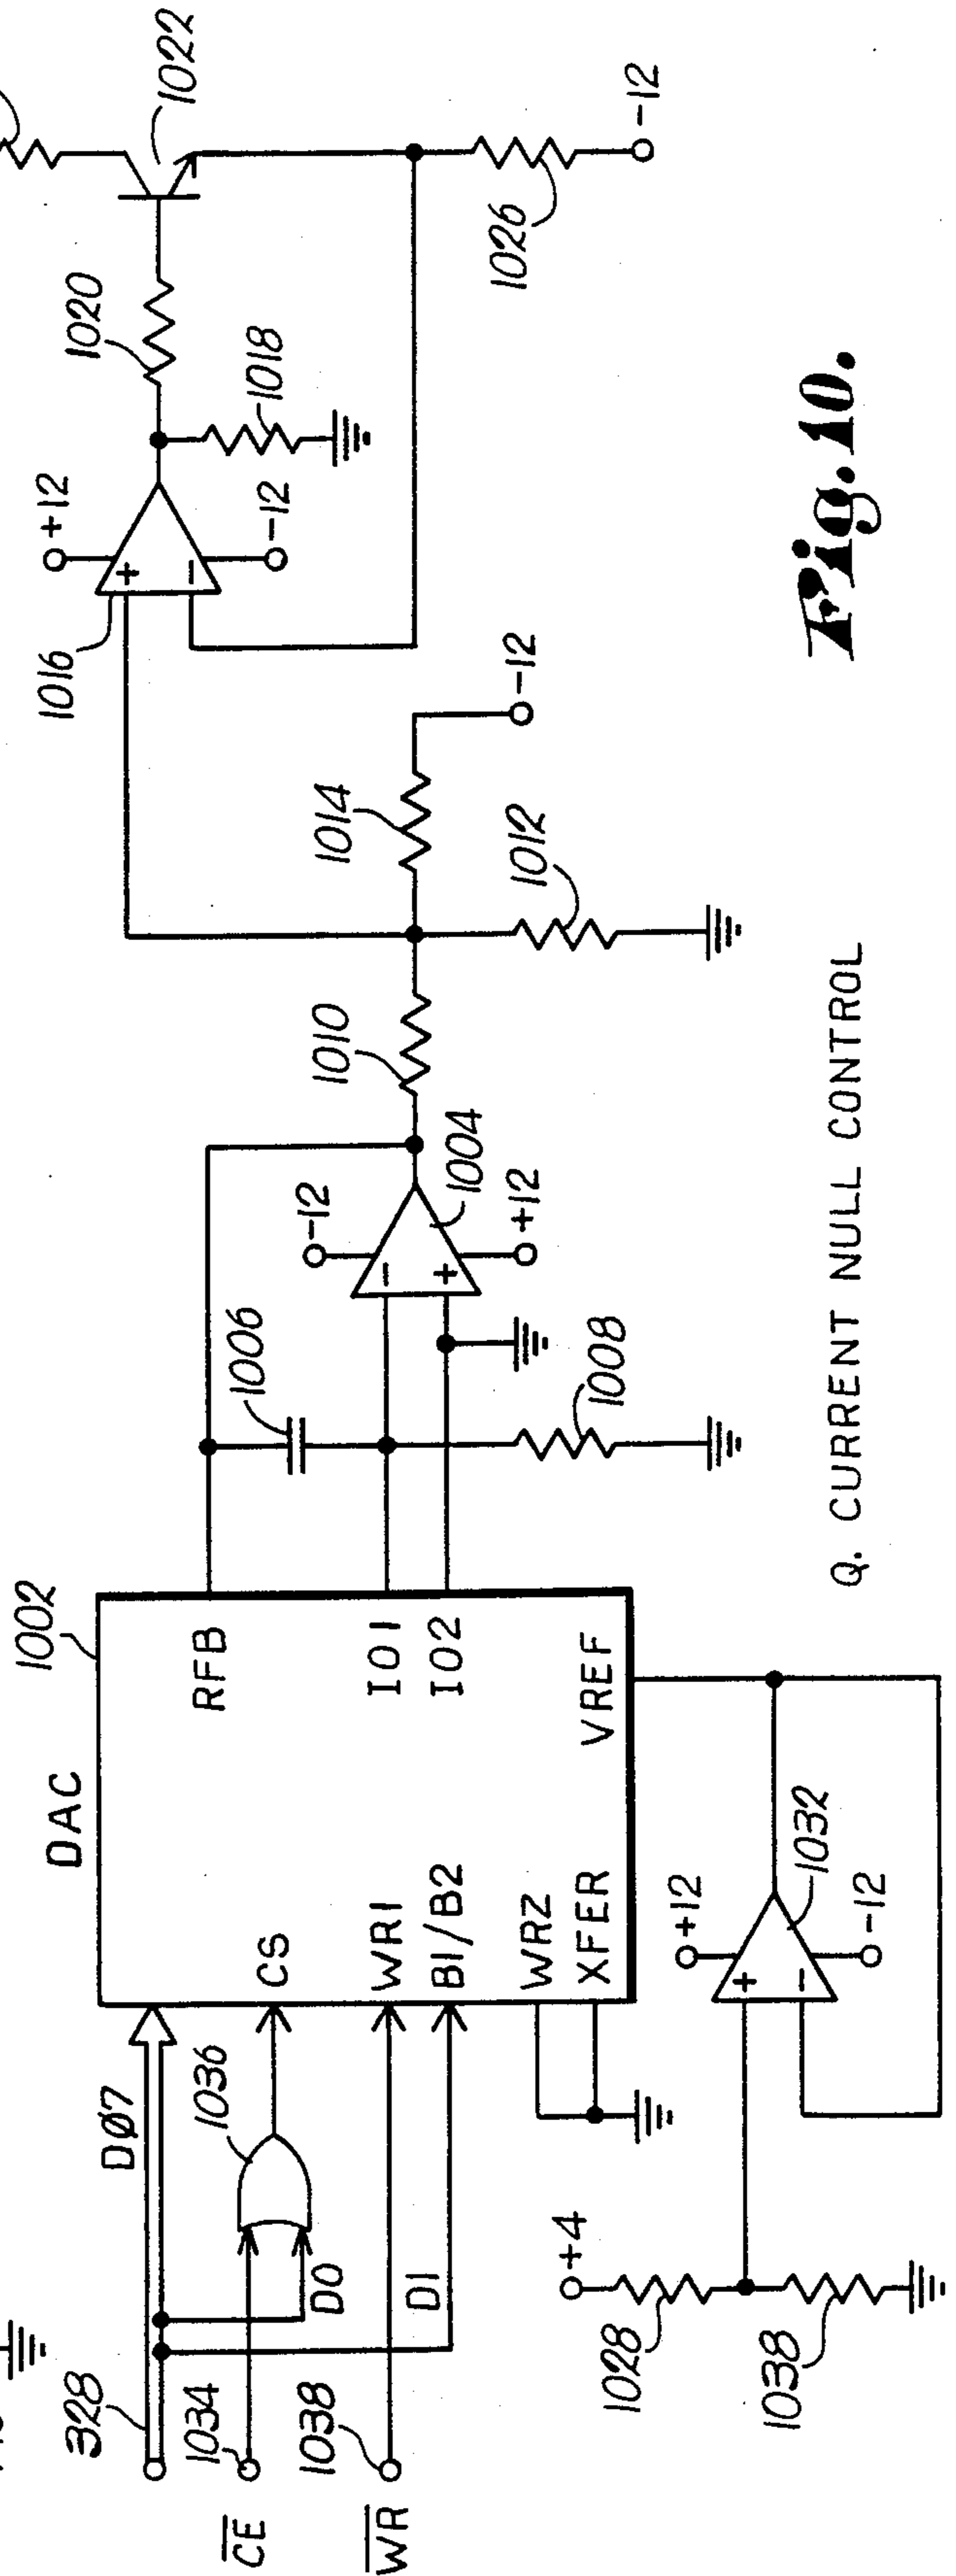 328
DØ7
1034
CE
1036
DO
1038
WR
D1
DAC
1002
CS
WR1
B1/B2
WR2
XFER
RFB
IO1
IO2
VREF
+4
1028
1038
+12
-12
1032
1006
1008
-12
1004
+12
1010
1014
-12
1012
1016
+12
-12
1020
1018
1022
1026
-12
Q. CURRENT NULL CONTROL
Fig. 10.